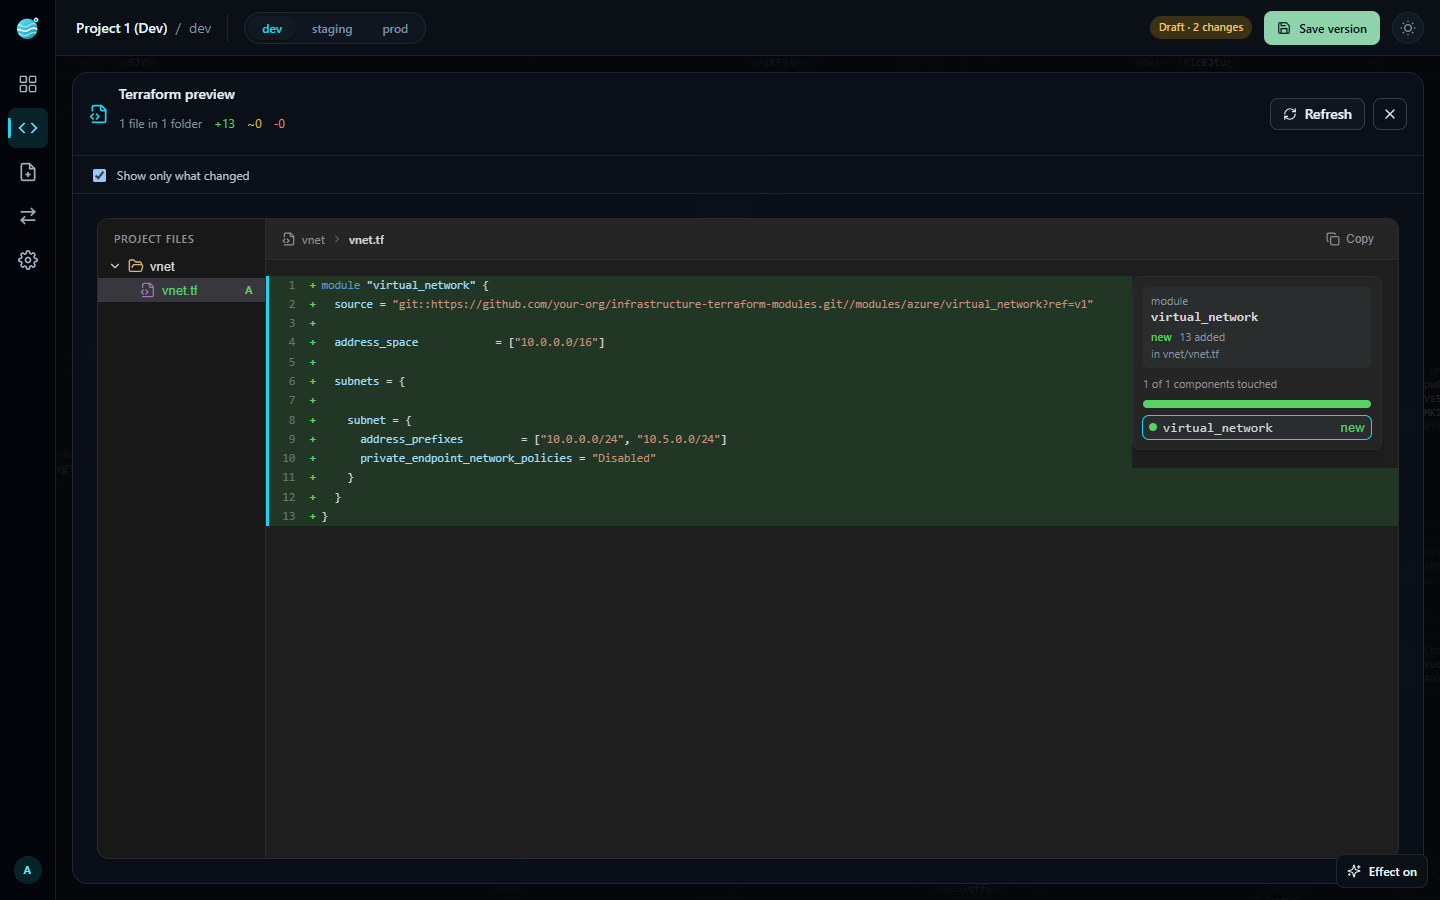 Project 1 (Dev) / dev
dev staging prod
Draft · 2 changes
Save version
Terraform preview
1 file in 1 folder +13 ~0 -0
Refresh
Show only what changed
PROJECT FILES
vnet
vnet.tf A
vnet > vnet.tf
Copy
1 + module "virtual_network" {
2 + source = "git::https://github.com/your-org/infrastructure-terraform-modules.git//modules/azure/virtual_network?ref=v1"
3 +
4 + address_space = ["10.0.0.0/16"]
5 +
6 + subnets = {
7 +
8 + subnet = {
9 + address_prefixes = ["10.0.0.0/24", "10.5.0.0/24"]
10 + private_endpoint_network_policies = "Disabled"
11 + }
12 + }
13 + }
module
virtual_network
new 13 added
in vnet/vnet.tf
1 of 1 components touched
virtual_network new
A
Effect on